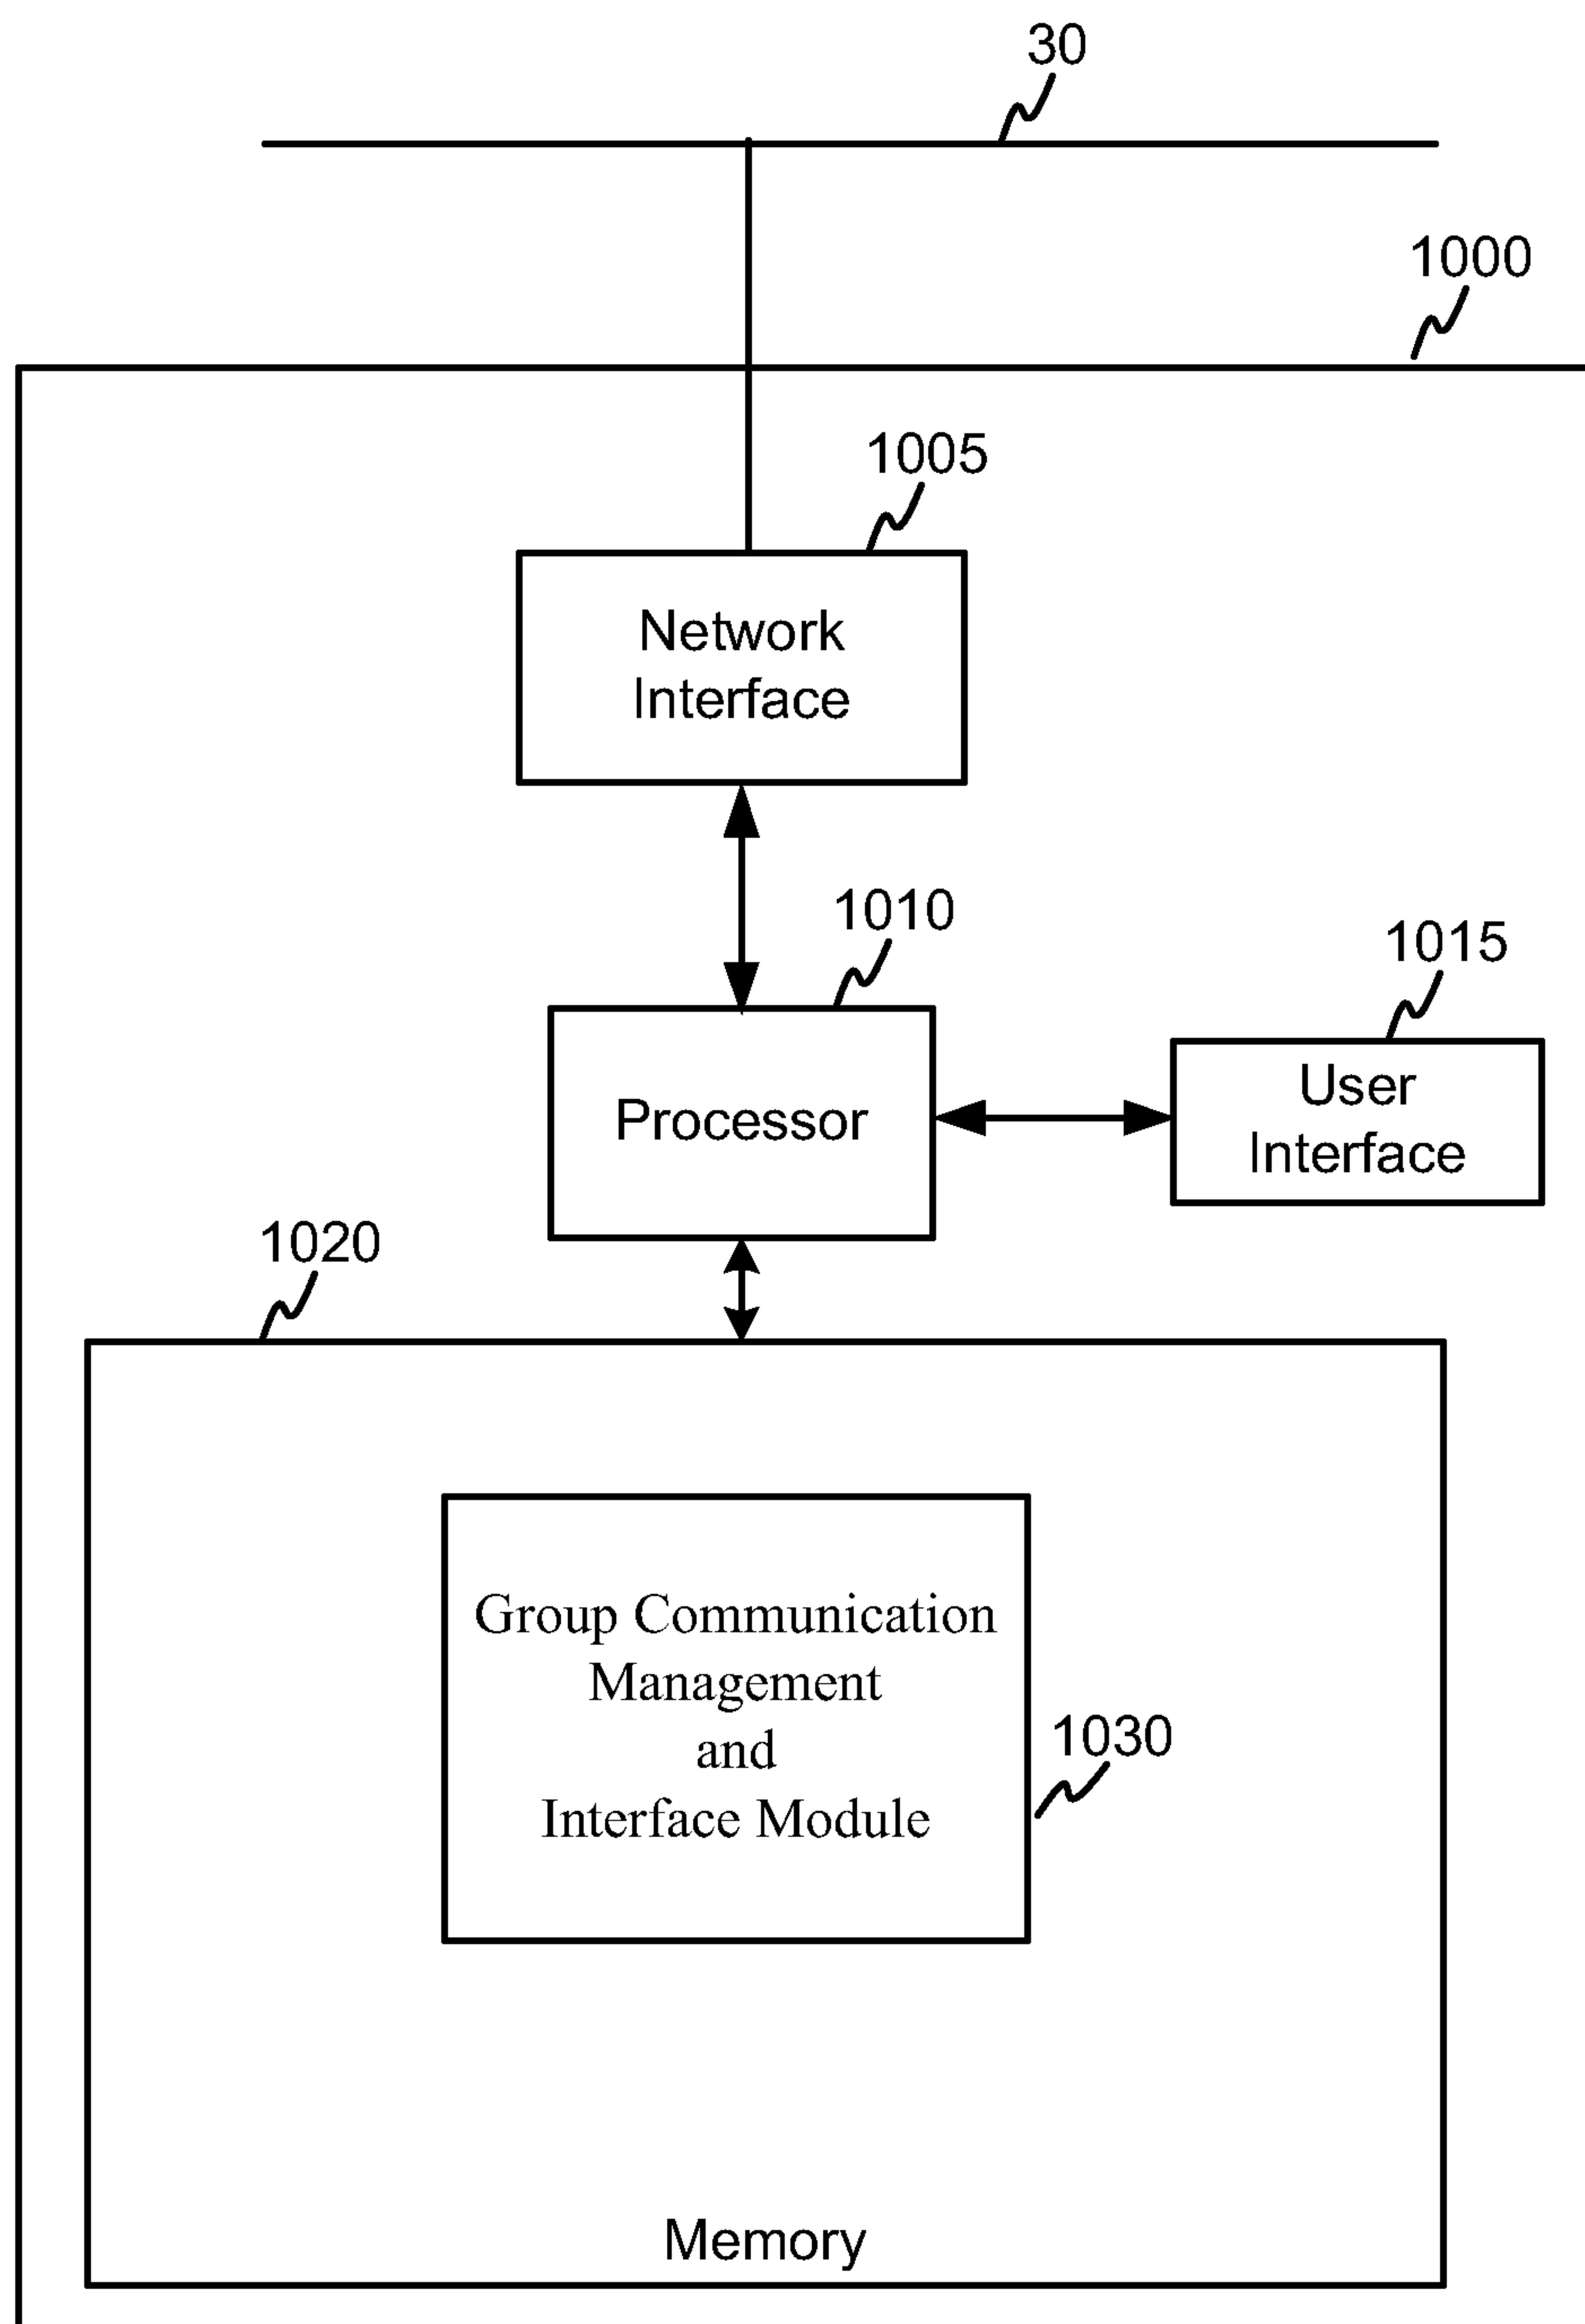 30
1000
1005
Network
Interface
1010
1015
Processor
User
Interface
1020
Group Communication
Management
and
Interface Module
1030
Memory